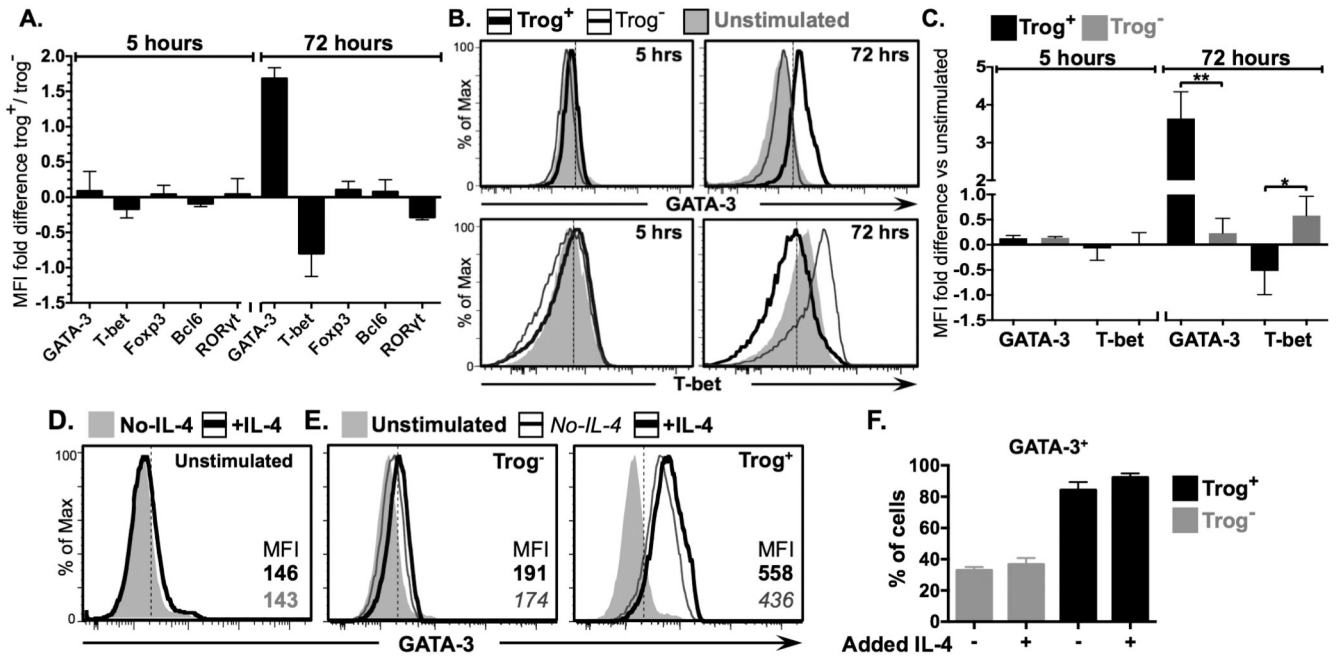 A.
5 hours 72 hours
MFI fold difference trog⁺/ trog⁻
2.0
1.5
1.0
0.5
0.0
-0.5
-1.0
-1.5
GATA-3 T-bet Foxp3 Bcl6 RORγt GATA-3 T-bet Foxp3 Bcl6 RORγt
B. Trog⁺ Trog⁻ Unstimulated
% of Max
100
0
5 hrs
72 hrs
GATA-3
% of Max
100
0
5 hrs
72 hrs
T-bet
C. Trog⁺ Trog⁻
5 hours 72 hours
MFI fold difference vs unstimulated
5
4
3
2
1.0
0.5
0.0
-0.5
-1.0
-1.5
**
*
GATA-3 T-bet GATA-3 T-bet
D. No-IL-4 +IL-4
% of Max
100
0
Unstimulated
MFI
146
143
E. Unstimulated No-IL-4 +IL-4
Trog⁻
MFI
191
174
Trog⁺
MFI
558
436
GATA-3
F.
GATA-3⁺
% of cells
100
80
60
40
20
0
Trog⁺
Trog⁻
Added IL-4 - + - +